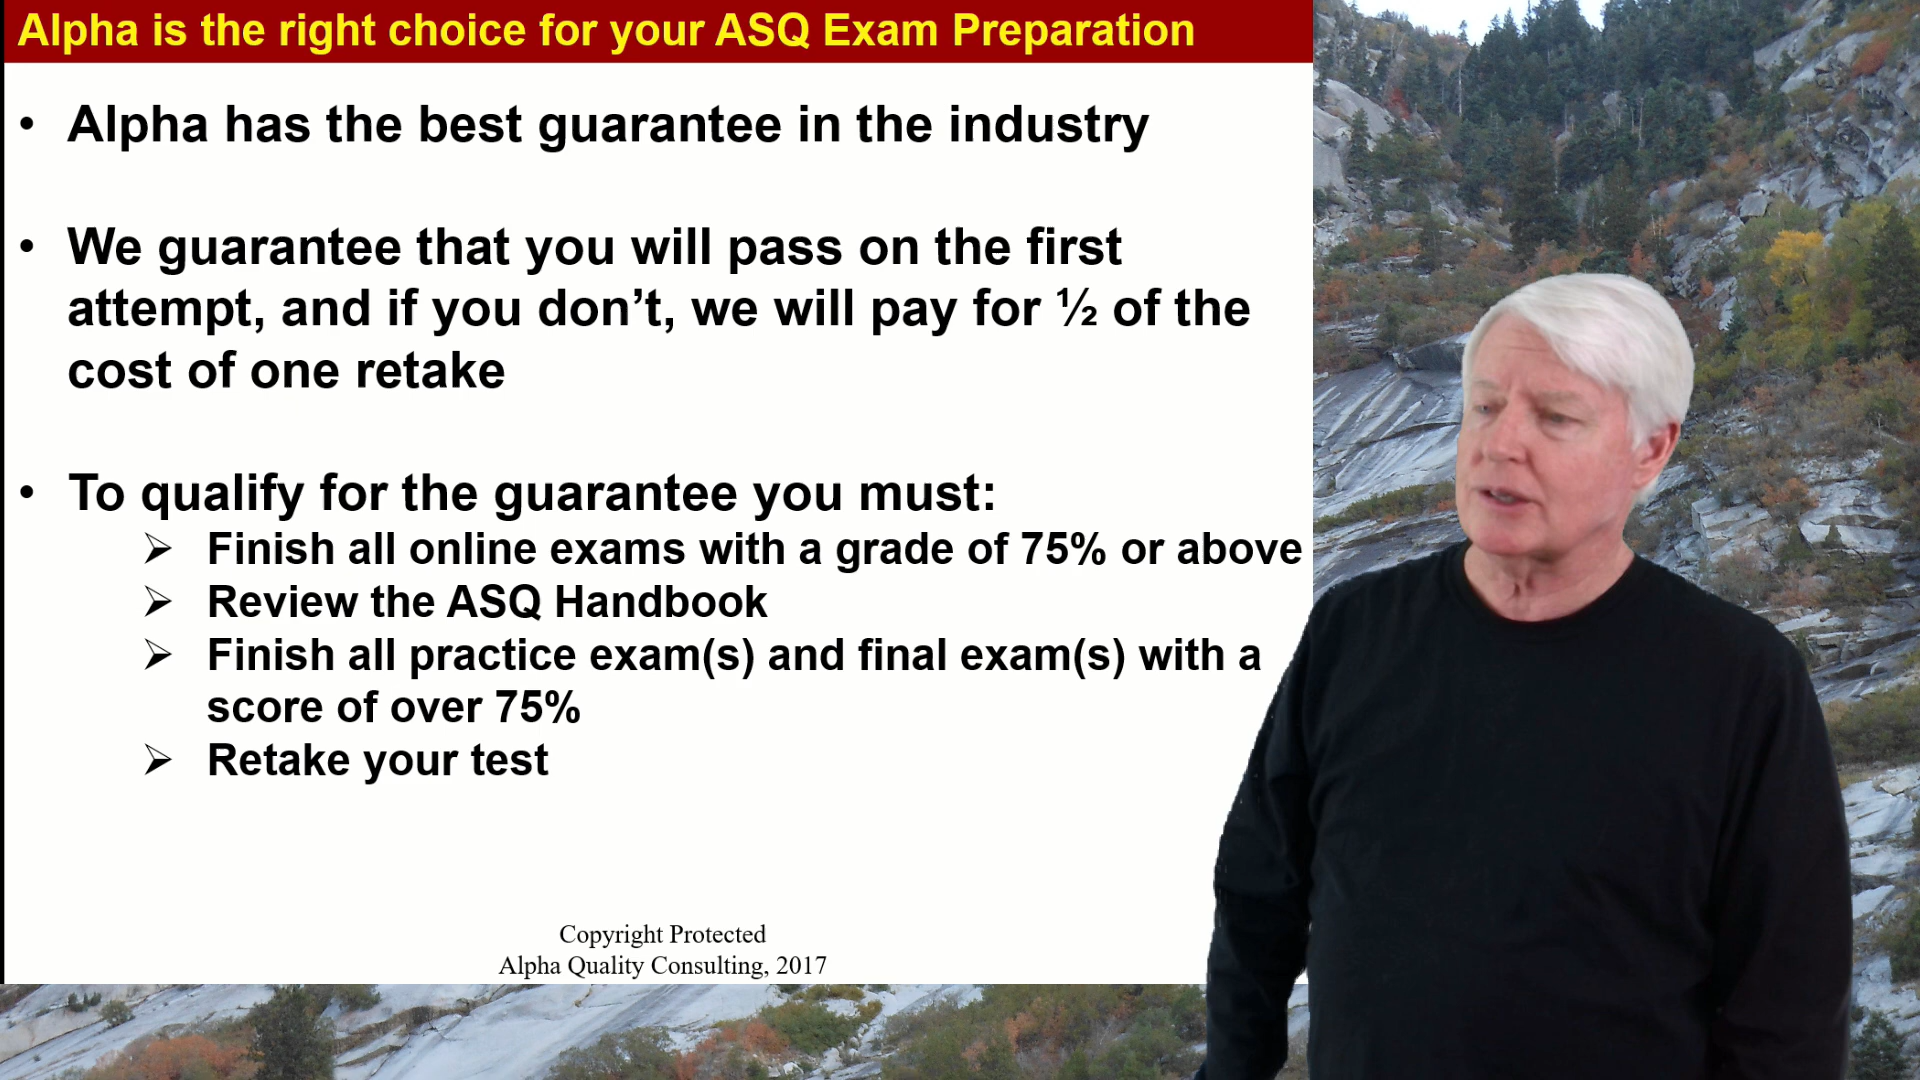 Alpha is the right choice for your ASQ Exam Preparation
• Alpha has the best guarantee in the industry
• We guarantee that you will pass on the first
attempt, and if you don’t, we will pay for ½ of the
cost of one retake
• To qualify for the guarantee you must:
➢ Finish all online exams with a grade of 75% or above
➢ Review the ASQ Handbook
➢ Finish all practice exam(s) and final exam(s) with a
score of over 75%
➢ Retake your test
Copyright Protected
Alpha Quality Consulting, 2017